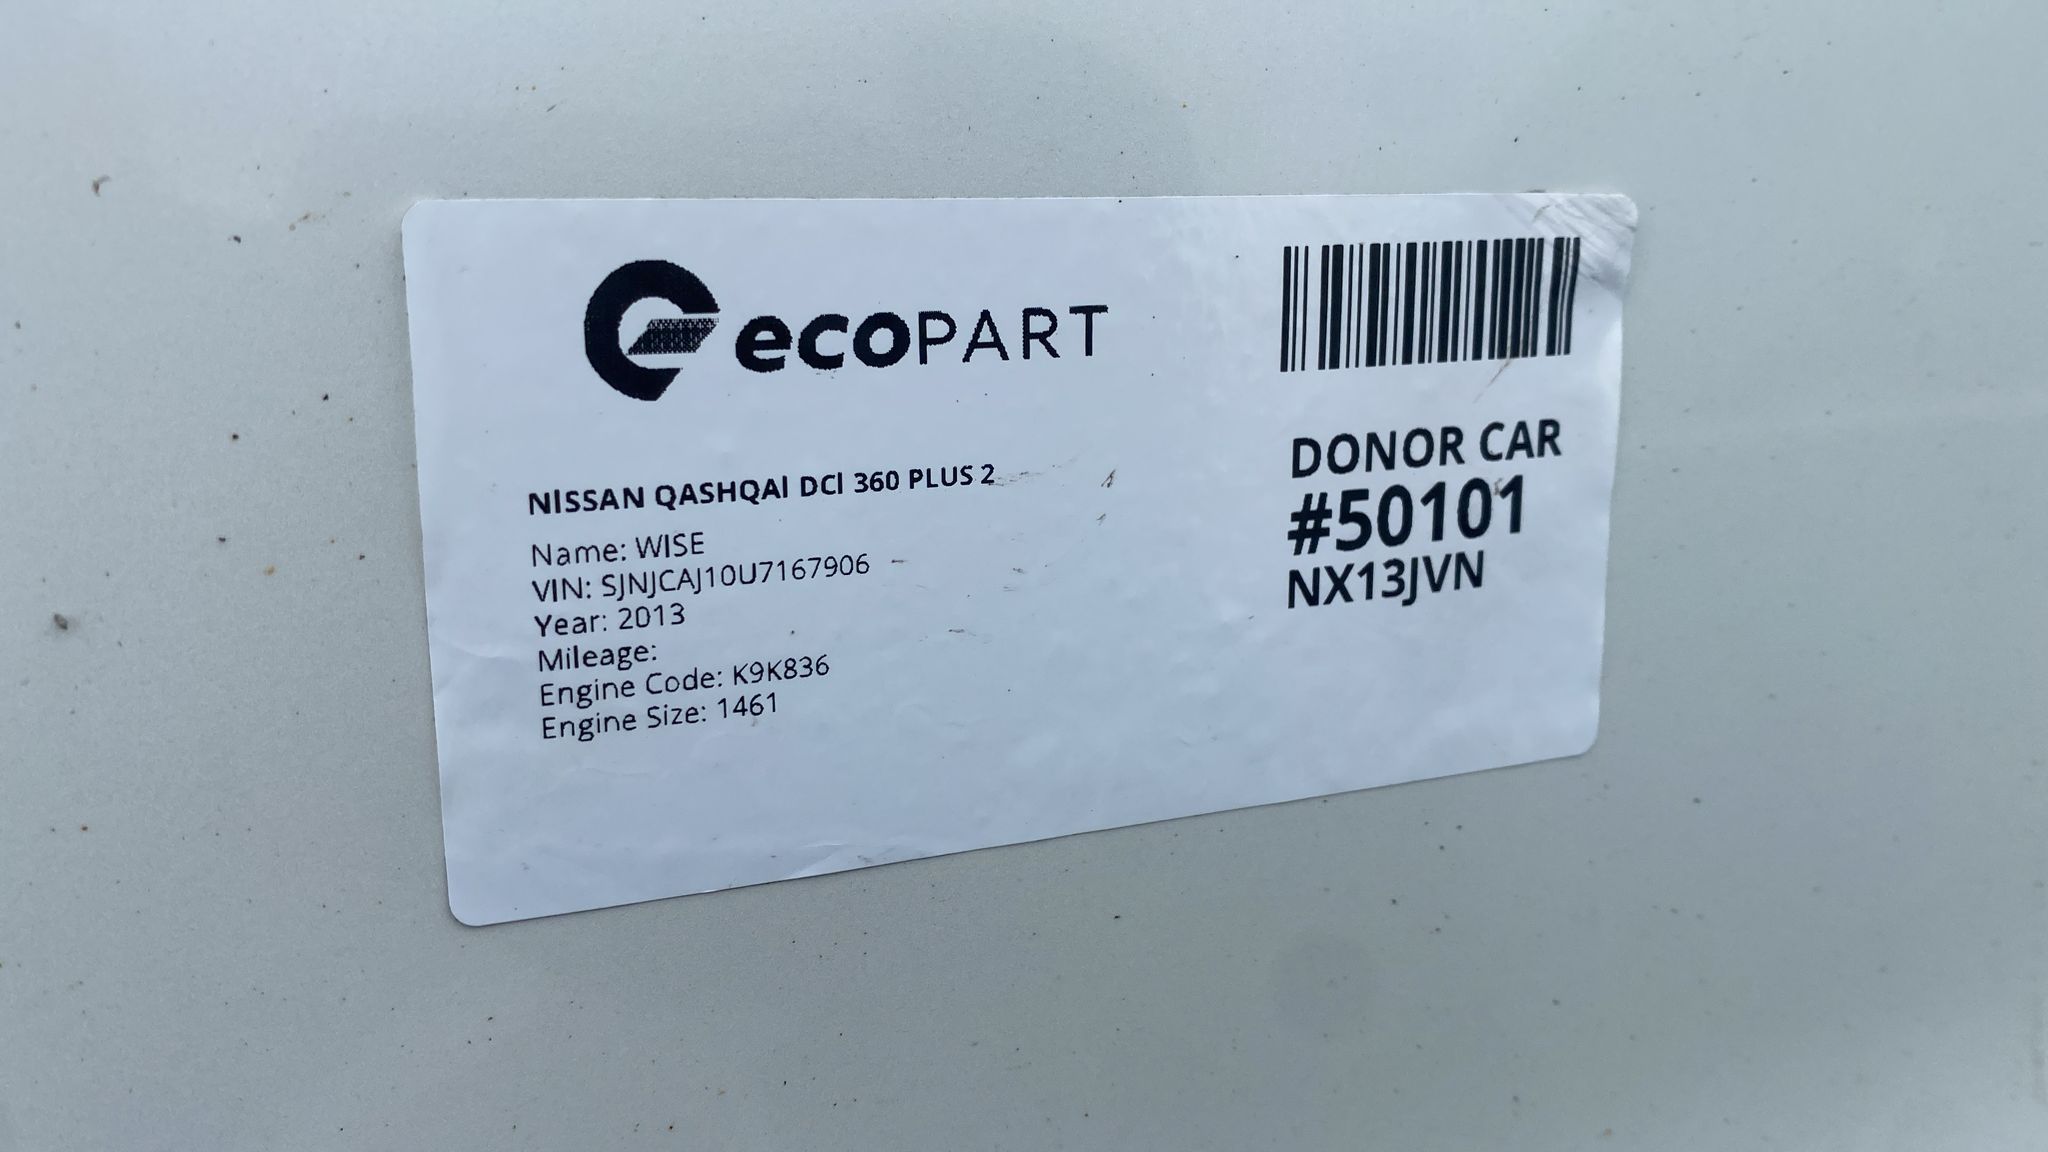 ecoPART
NISSAN QASHQAI DCI 360 PLUS 2
Name: WISE
VIN: SJNJCAJ10U7167906
Year: 2013
Mileage:
Engine Code: K9K836
Engine Size: 1461
DONOR CAR
#50101
NX13JVN